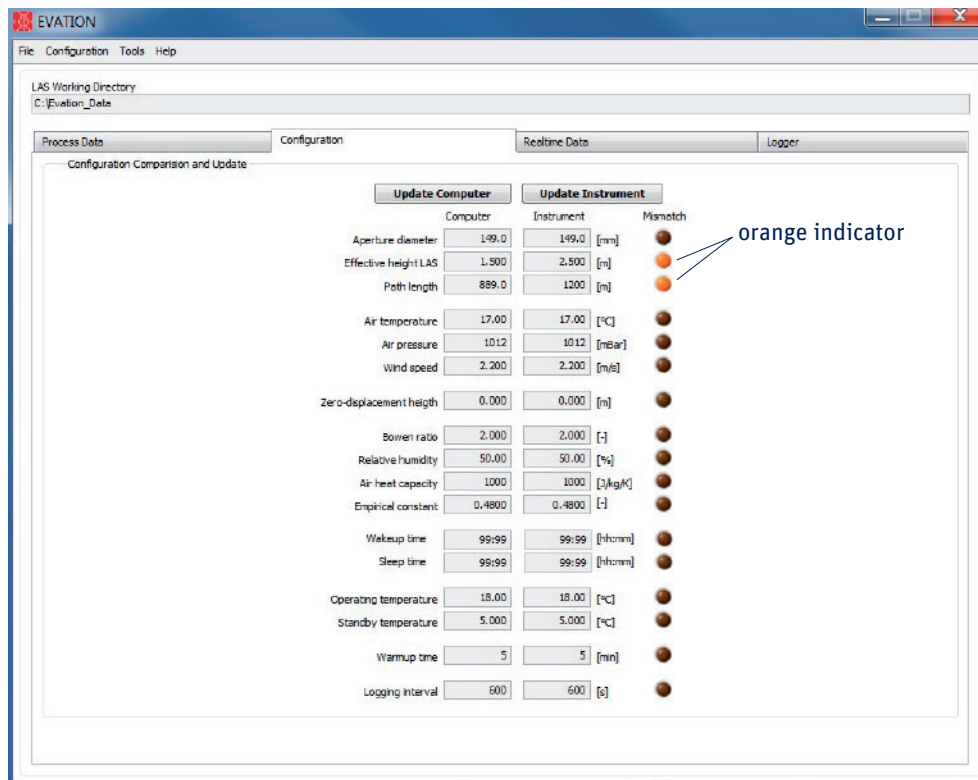 EVATION
File Configuration Tools Help
LAS Working Directory
C:\Evation_Data
Process Data Configuration Realtime Data Logger
Configuration Comparision and Update
Update Computer Update Instrument
Computer Instrument Mismatch
Aperture diameter 149.0 149.0 [mm]
orange indicator
Effective height LAS 1.500 2.500 [m]
Path length 889.0 1200 [m]
Air temperature 17.00 17.00 [°C]
Air pressure 1012 1012 [mBar]
Wind speed 2.200 2.200 [m/s]
Zero-displacement heigth 0.000 0.000 [m]
Bowen ratio 2.000 2.000 [-]
Relative humidity 50.00 50.00 [%]
Air heat capacity 1000 1000 [J/kg/K]
Empirical constant 0.4800 0.4800 [-]
Wakeup time 99:99 99:99 [hh:mm]
Sleep time 99:99 99:99 [hh:mm]
Operating temperature 18.00 18.00 [°C]
Standby temperature 5.000 5.000 [°C]
Warmup time 5 5 [min]
Logging interval 600 600 [s]